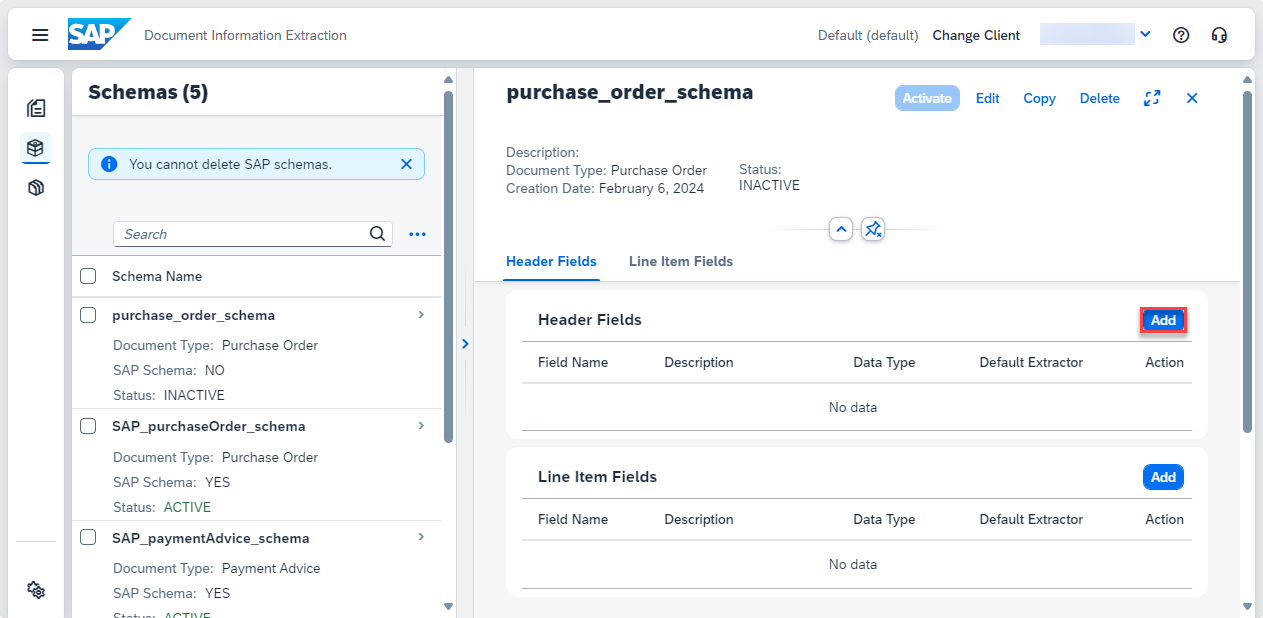 SAP Document Information Extraction
Default (default) Change Client
Schemas (5)
You cannot delete SAP schemas.
Search
Schema Name
purchase_order_schema
Document Type: Purchase Order
SAP Schema: NO
Status: INACTIVE
SAP_purchaseOrder_schema
Document Type: Purchase Order
SAP Schema: YES
Status: ACTIVE
SAP_paymentAdvice_schema
Document Type: Payment Advice
SAP Schema: YES
Status: ACTIVE
purchase_order_schema
Activate Edit Copy Delete
Description:
Document Type: Purchase Order
Creation Date: February 6, 2024
Status:
INACTIVE
Header Fields Line Item Fields
Header Fields Add
Field Name Description Data Type Default Extractor Action
No data
Line Item Fields Add
Field Name Description Data Type Default Extractor Action
No data